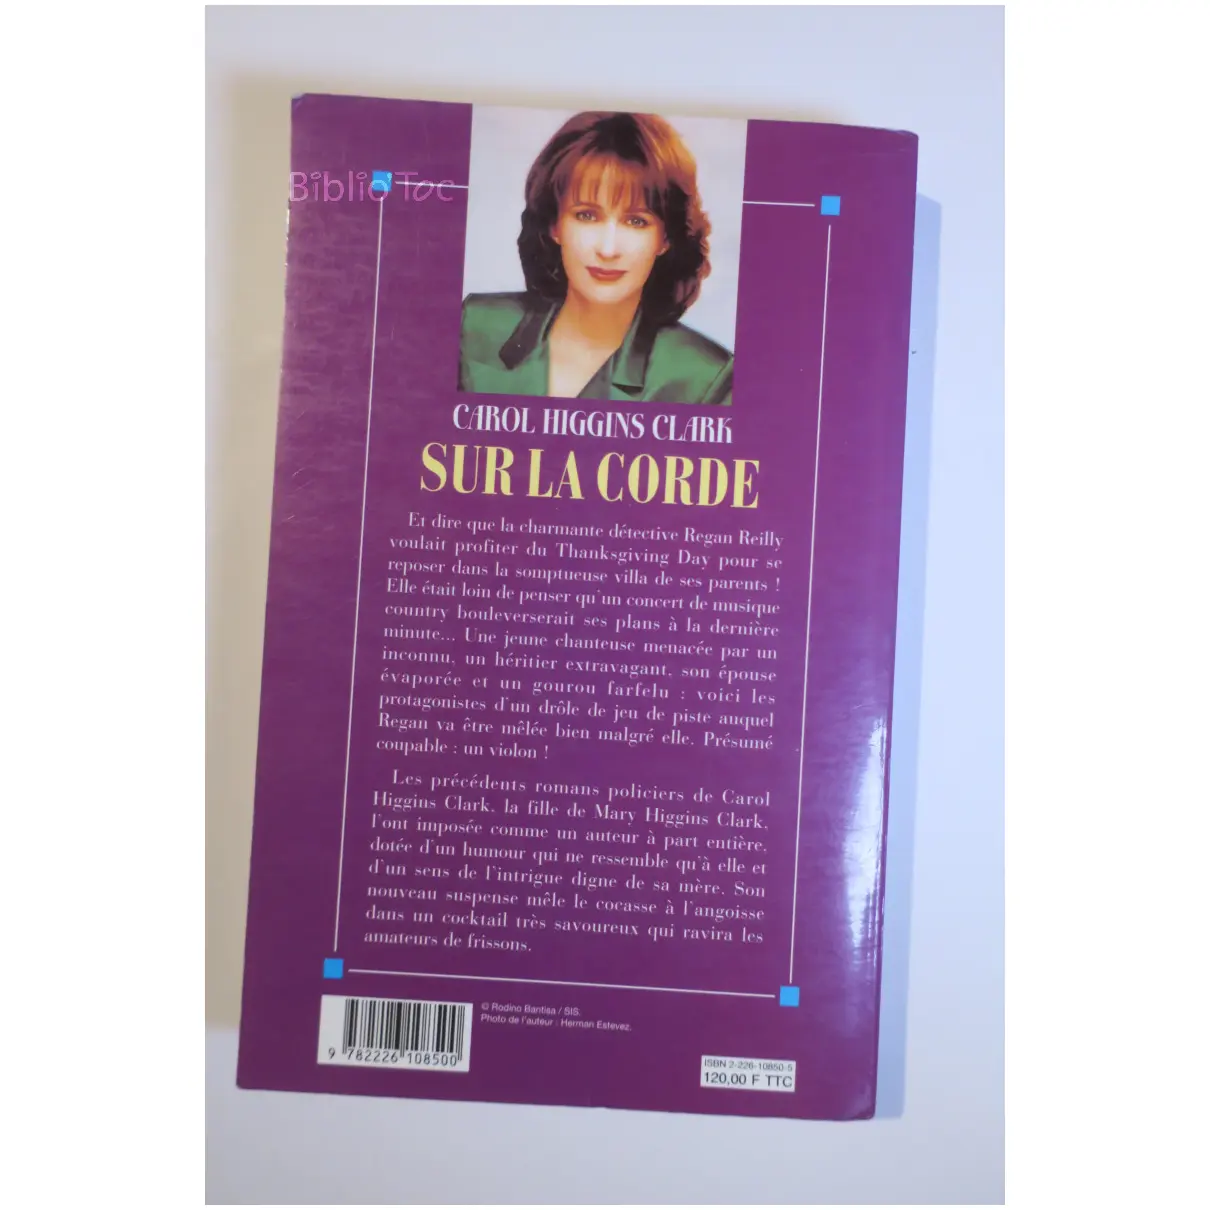 Biblio'Toc
CAROL HIGGINS CLARK
SUR LA CORDE
Et dire que la charmante détective Regan Reilly
voulait profiter du Thanksgiving Day pour se
reposer dans la somptueuse villa de ses parents !
Elle était loin de penser qu'un concert de musique
country bouleverserait ses plans à la dernière
minute... Une jeune chanteuse menacée par un
inconnu, un héritier extravagant, son épouse
évaporée et un gourou farfelu : voici les
protagonistes d'un drôle de jeu de piste auquel
Regan va être mêlée bien malgré elle. Présumé
coupable : un violon !
Les précédents romans policiers de Carol
Higgins Clark, la fille de Mary Higgins Clark,
l'ont imposée comme un auteur à part entière,
dotée d'un humour qui ne ressemble qu'à elle et
d'un sens de l'intrigue digne de sa mère. Son
nouveau suspense mêle le cocasse à l'angoisse
dans un cocktail très savoureux qui ravira les
amateurs de frissons.
© Rodino Bantisa / SIS.
Photo de l'auteur : Herman Estevez.
9 782226 108500
ISBN 2-226-10850-5
120,00 F TTC